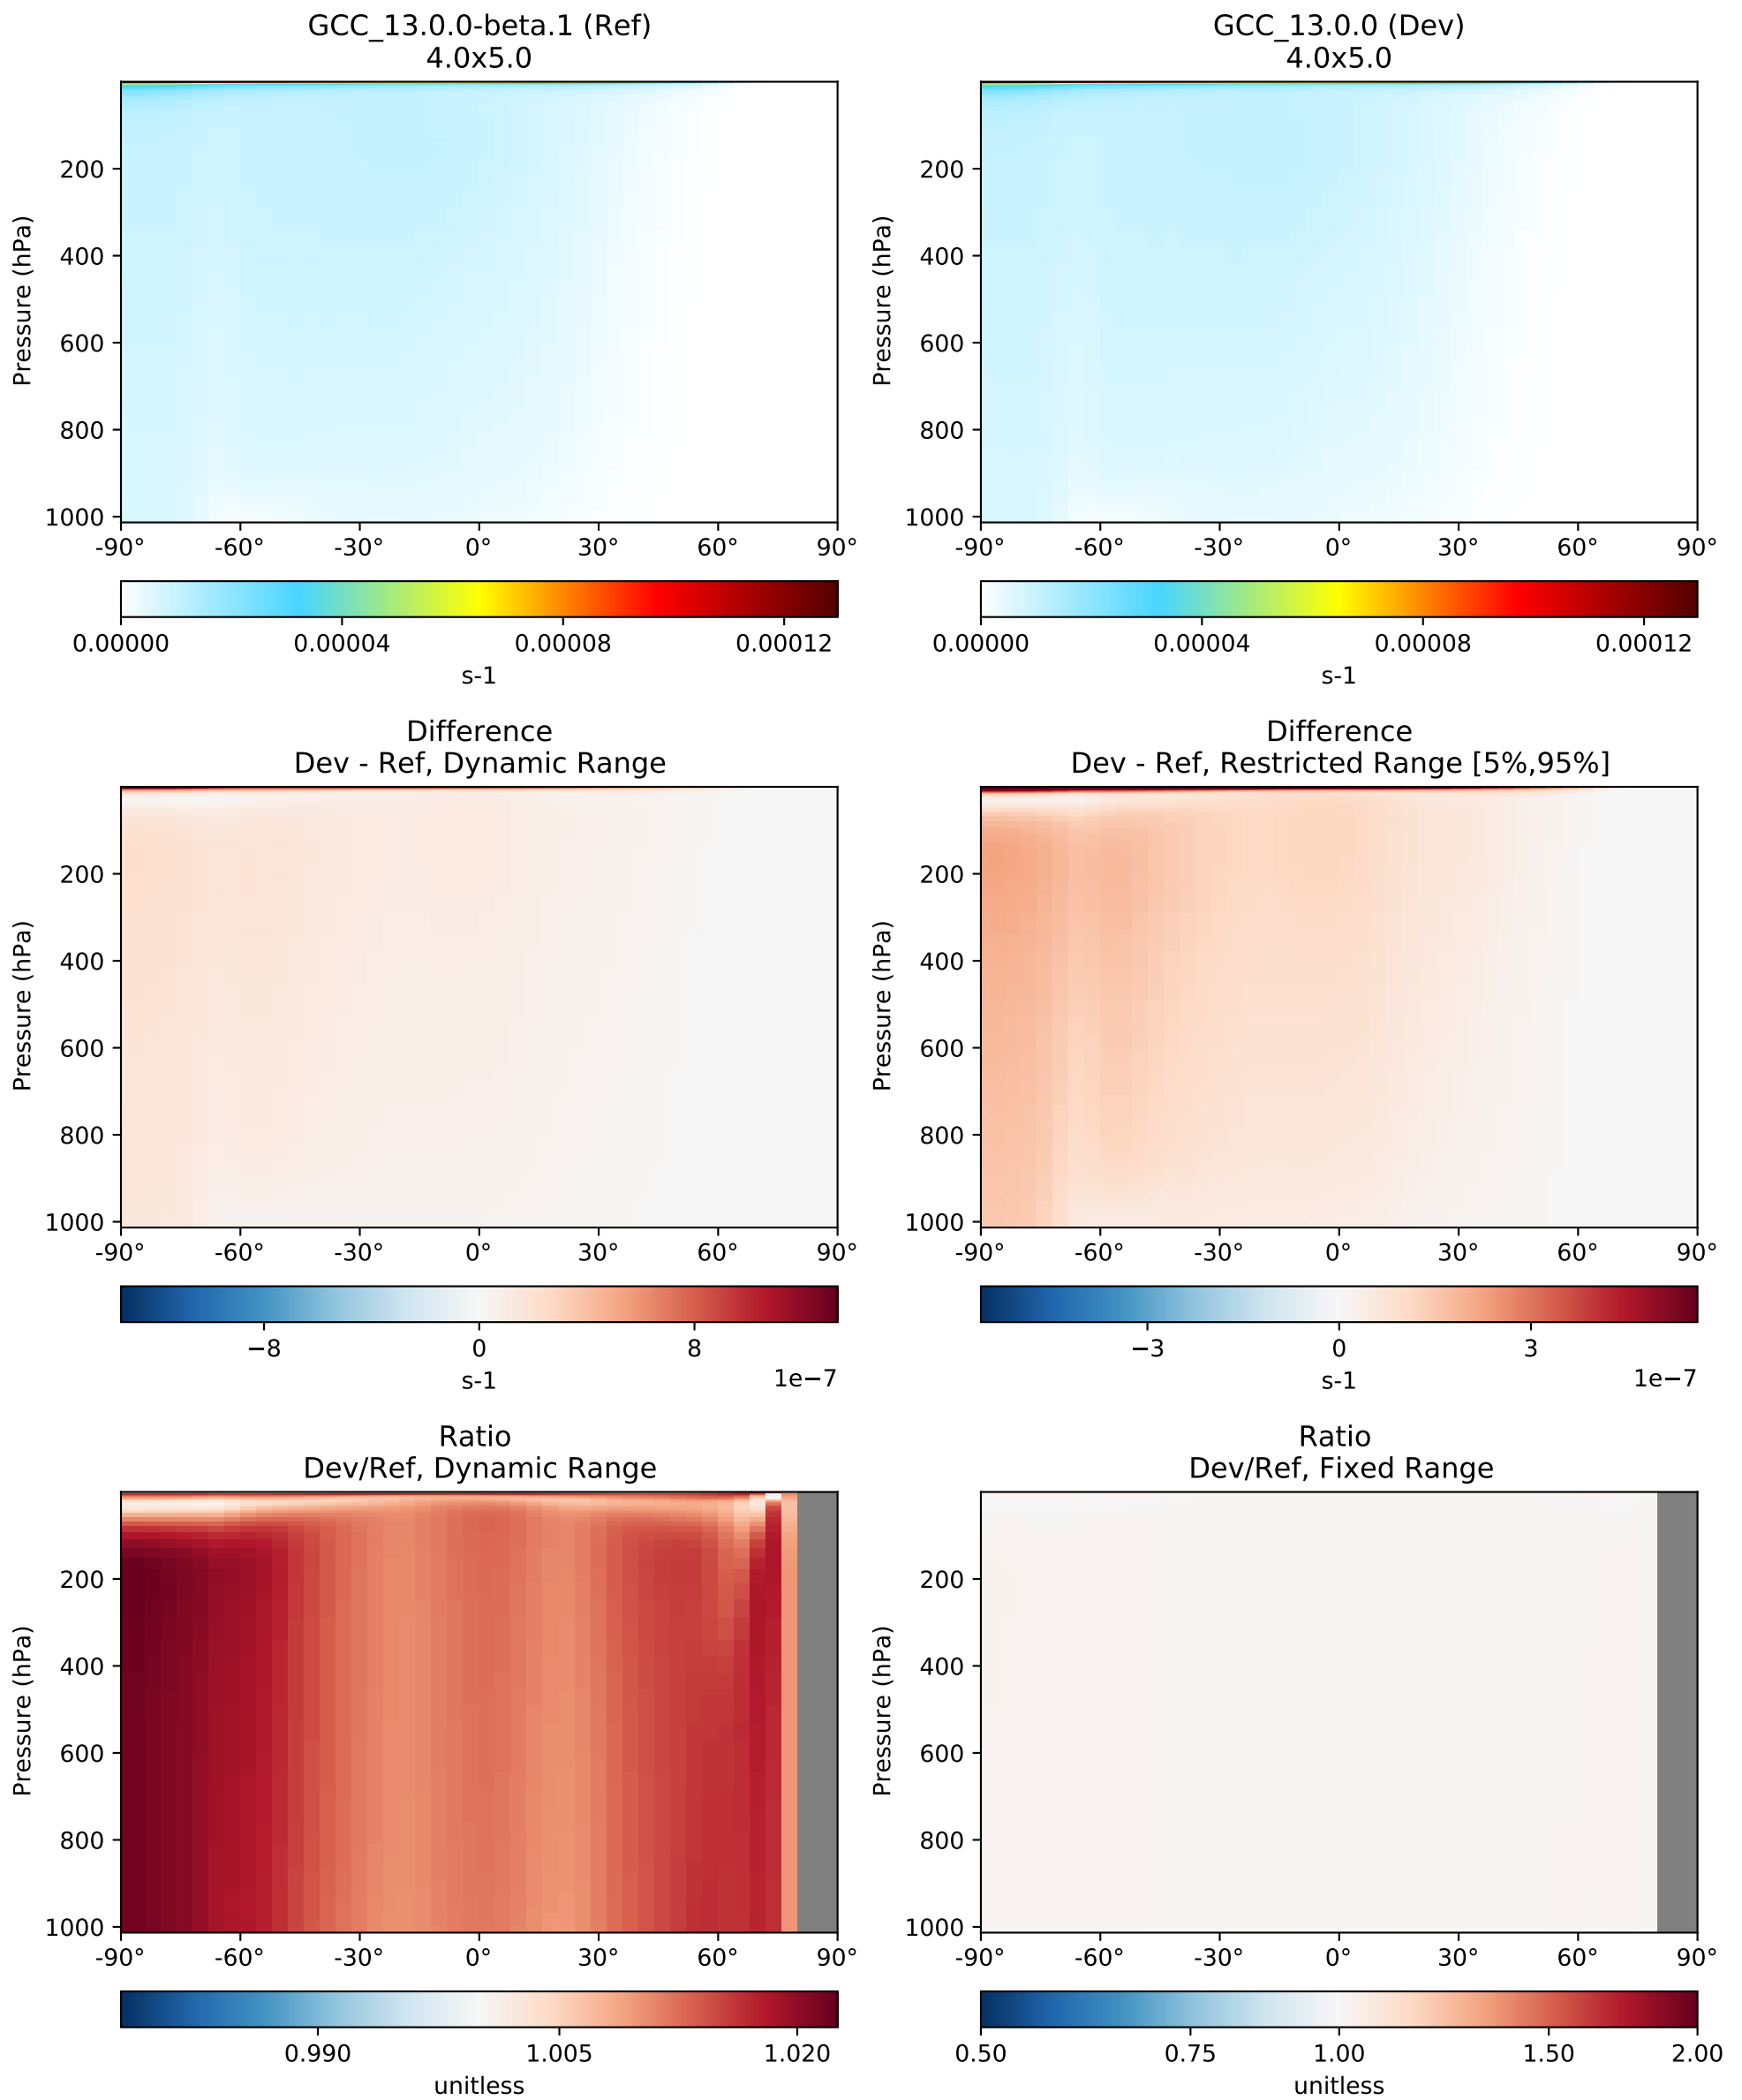 GCC_13.0.0-beta.1 (Ref)
4.0x5.0
Pressure (hPa)
200
400
600
800
1000
-90° -60° -30° 0° 30° 60° 90°
0.00000 0.00004 0.00008 0.00012
s-1
GCC_13.0.0 (Dev)
4.0x5.0
Pressure (hPa)
200
400
600
800
1000
-90° -60° -30° 0° 30° 60° 90°
0.00000 0.00004 0.00008 0.00012
s-1
Difference
Dev - Ref, Dynamic Range
Pressure (hPa)
200
400
600
800
1000
-90° -60° -30° 0° 30° 60° 90°
−8 0 8
s-1 1e−7
Difference
Dev - Ref, Restricted Range [5%,95%]
Pressure (hPa)
200
400
600
800
1000
-90° -60° -30° 0° 30° 60° 90°
−3 0 3
s-1 1e−7
Ratio
Dev/Ref, Dynamic Range
Pressure (hPa)
200
400
600
800
1000
-90° -60° -30° 0° 30° 60° 90°
0.990 1.005 1.020
unitless
Ratio
Dev/Ref, Fixed Range
Pressure (hPa)
200
400
600
800
1000
-90° -60° -30° 0° 30° 60° 90°
0.50 0.75 1.00 1.50 2.00
unitless